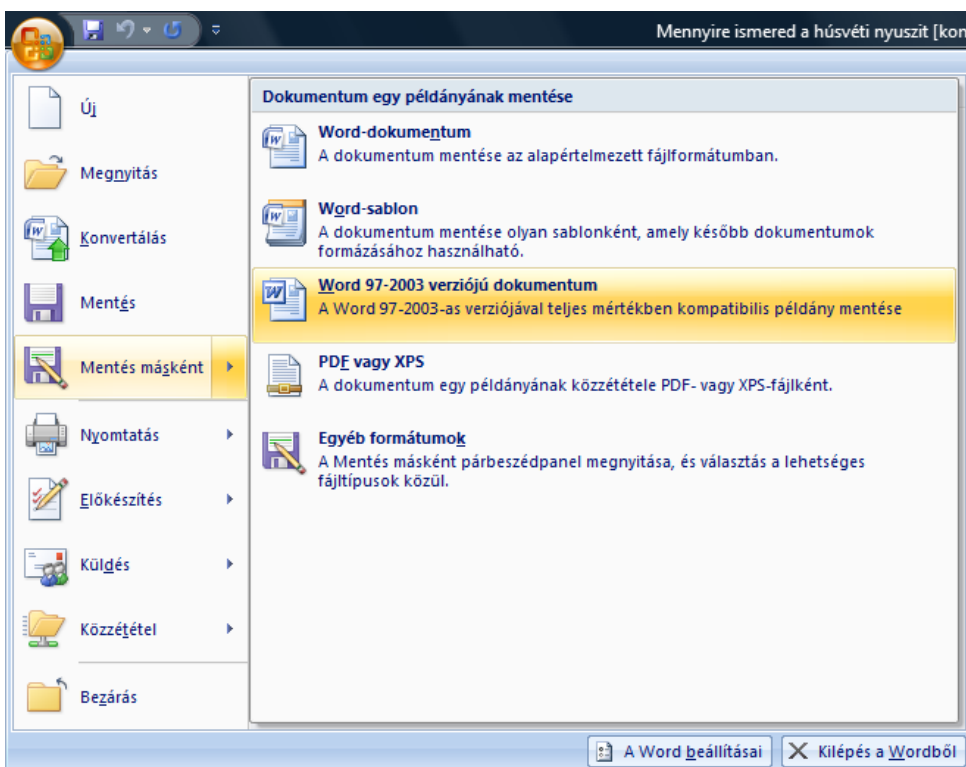 Mennyire ismered a húsvéti nyuszit [kon
Új
Megnyitás
Konvertálás
Mentés
Mentés másként
Nyomtatás
Előkészítés
Küldés
Közzététel
Bezárás
Dokumentum egy példányának mentése
Word-dokumentum
A dokumentum mentése az alapértelmezett fájlformátumban.
Word-sablon
A dokumentum mentése olyan sablonként, amely később dokumentumok
formázásához használható.
Word 97-2003 verziójú dokumentum
A Word 97-2003-as verziójával teljes mértékben kompatibilis példány mentése
PDF vagy XPS
A dokumentum egy példányának közzététele PDF- vagy XPS-fájlként.
Egyéb formátumok
A Mentés másként párbeszédpanel megnyitása, és választás a lehetséges
fájltípusok közül.
A Word beállításai
Kilépés a Wordből